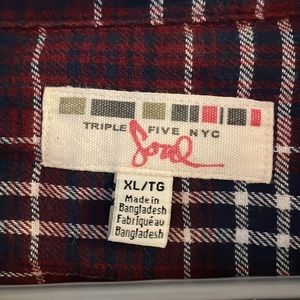 TRIPLE FIVE NYC
Soul
XL/TG
Made in
Bangladesh
Fabriqué au
Bangladesh